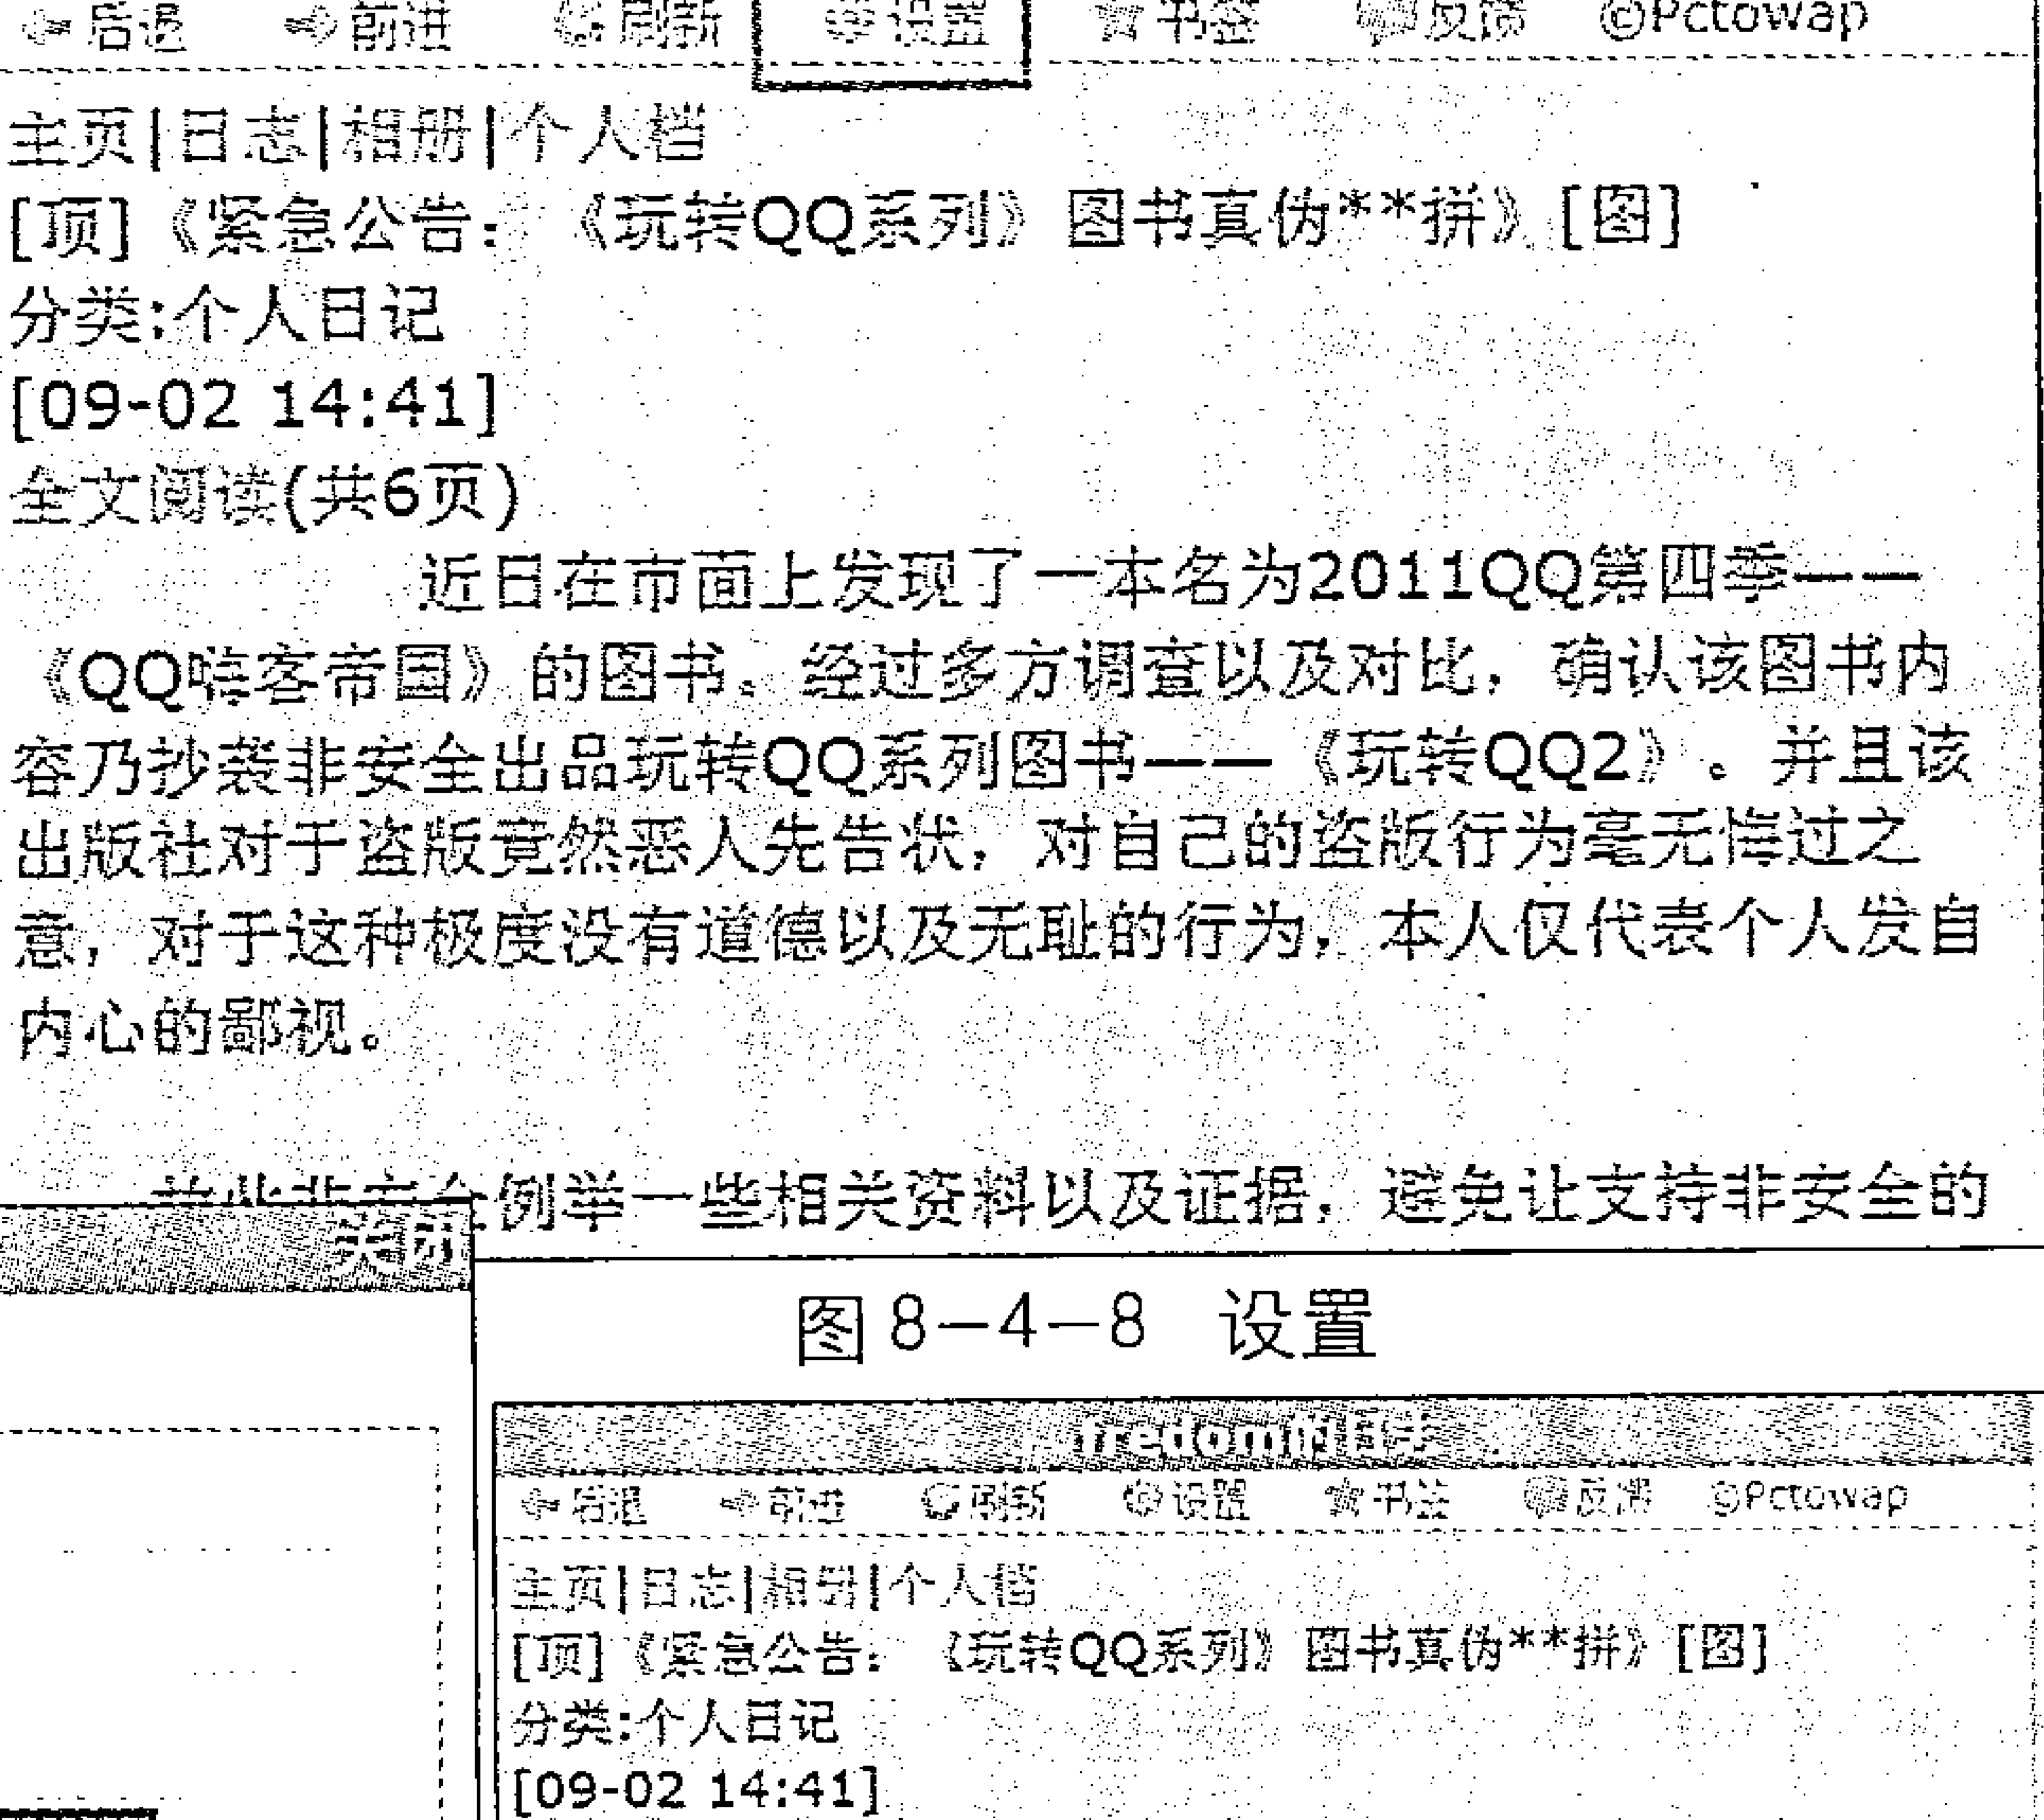 后退 前进 刷新 设置 书签 反馈 ©Pctowap
主页|日志|相册|个人档
[顶]《紧急公告：《玩转QQ系列》图书真伪**拼》[图]
分类:个人日记
[09-02 14:41]
全文阅读(共6页)
近日在市面上发现了一本名为2011QQ第四季——
《QQ嗨客帝国》的图书。经过多方调查以及对比，确认该图书内
容乃抄袭非安全出品玩转QQ系列图书——《玩转QQ2》。并且该
出版社对于盗版竟然恶人先告状，对自己的盗版行为毫无悔过之
意，对于这种极度没有道德以及无耻的行为，本人仅代表个人发自
内心的鄙视。
非安全例举一些相关资料以及证据，避免让支持非安全的
图8-4-8 设置
fredom的日志
后退 前进 刷新 设置 书签 反馈 ©Pctowap
主页|日志|相册|个人档
[顶]《紧急公告：《玩转QQ系列》图书真伪**拼》[图]
分类:个人日记
[09-02 14:41]